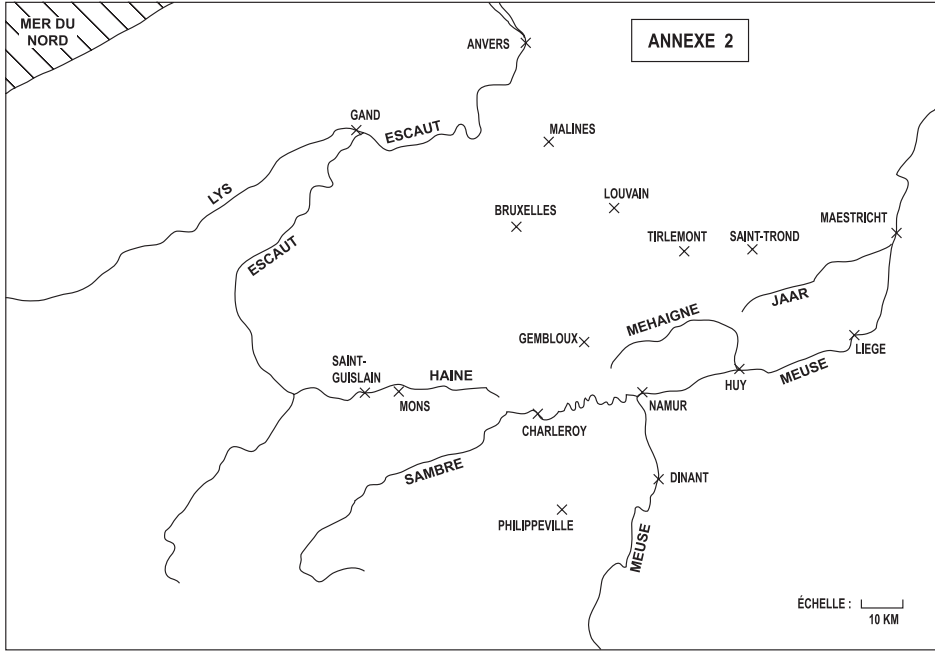 MER DU
NORD
ANVERS
ANNEXE 2
GAND
ESCAUT
MALINES
LYS
LOUVAIN
BRUXELLES
MAESTRICHT
TIRLEMONT
SAINT-TROND
ESCAUT
JAAR
MEHAIGNE
GEMBLOUX
LIEGE
SAINT-
GUISLAIN
HAINE
MEUSE
HUY
MONS
NAMUR
CHARLEROY
SAMBRE
DINANT
PHILIPPEVILLE
MEUSE
ÉCHELLE :
10 KM